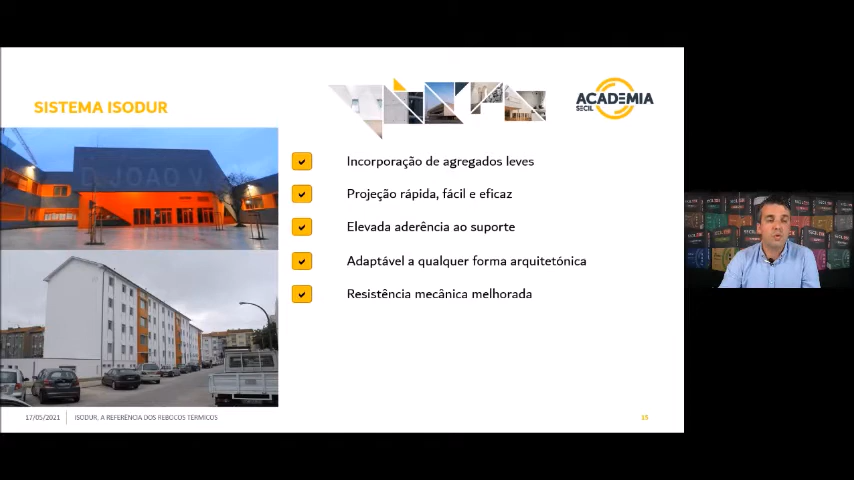 SISTEMA ISODUR
ACADEMIA
SECIL
D. JOAO V
Incorporação de agregados leves
Projeção rápida, fácil e eficaz
Elevada aderência ao suporte
Adaptável a qualquer forma arquitetónica
Resistência mecânica melhorada
17/05/2021
ISODUR, A REFERÊNCIA DOS REBOCOS TÉRMICOS
15